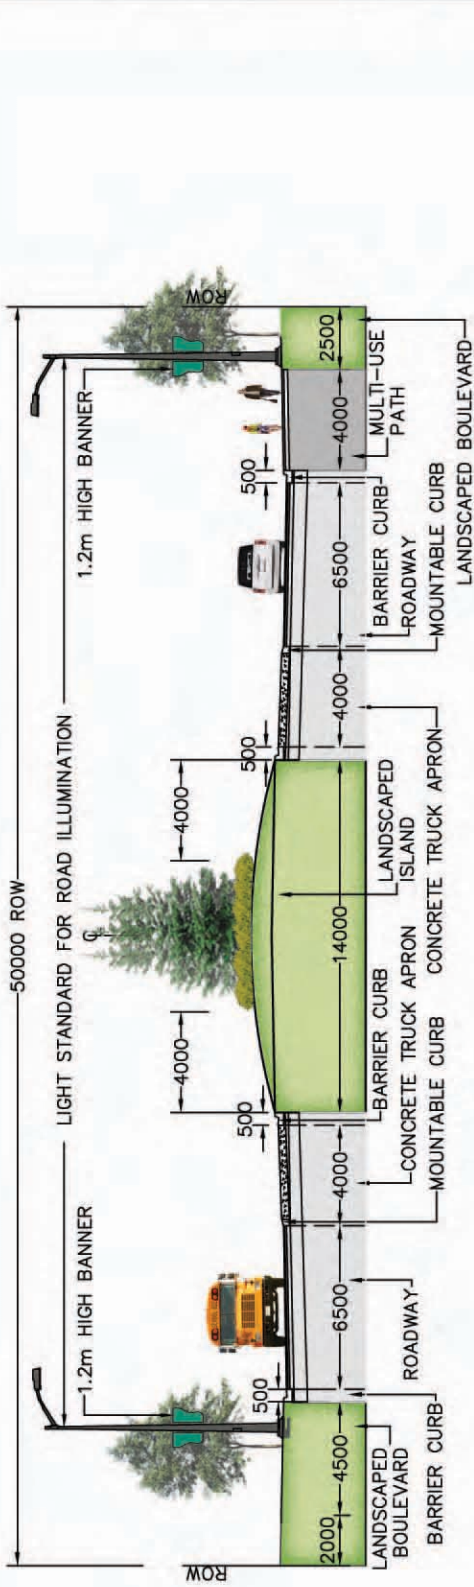 50000 ROW
LIGHT STANDARD FOR ROAD ILLUMINATION
1.2m HIGH BANNER
1.2m HIGH BANNER
ROW
ROW
4000
4000
500
500
500
500
2000
4500
6500
4000
14000
4000
6500
4000
2500
LANDSCAPED
BOULEVARD
BARRIER CURB
ROADWAY
MOUNTABLE CURB
CONCRETE TRUCK APRON
BARRIER CURB
LANDSCAPED
ISLAND
CONCRETE TRUCK APRON
MOUNTABLE CURB
ROADWAY
BARRIER CURB
MULTI-USE
PATH
LANDSCAPED BOULEVARD